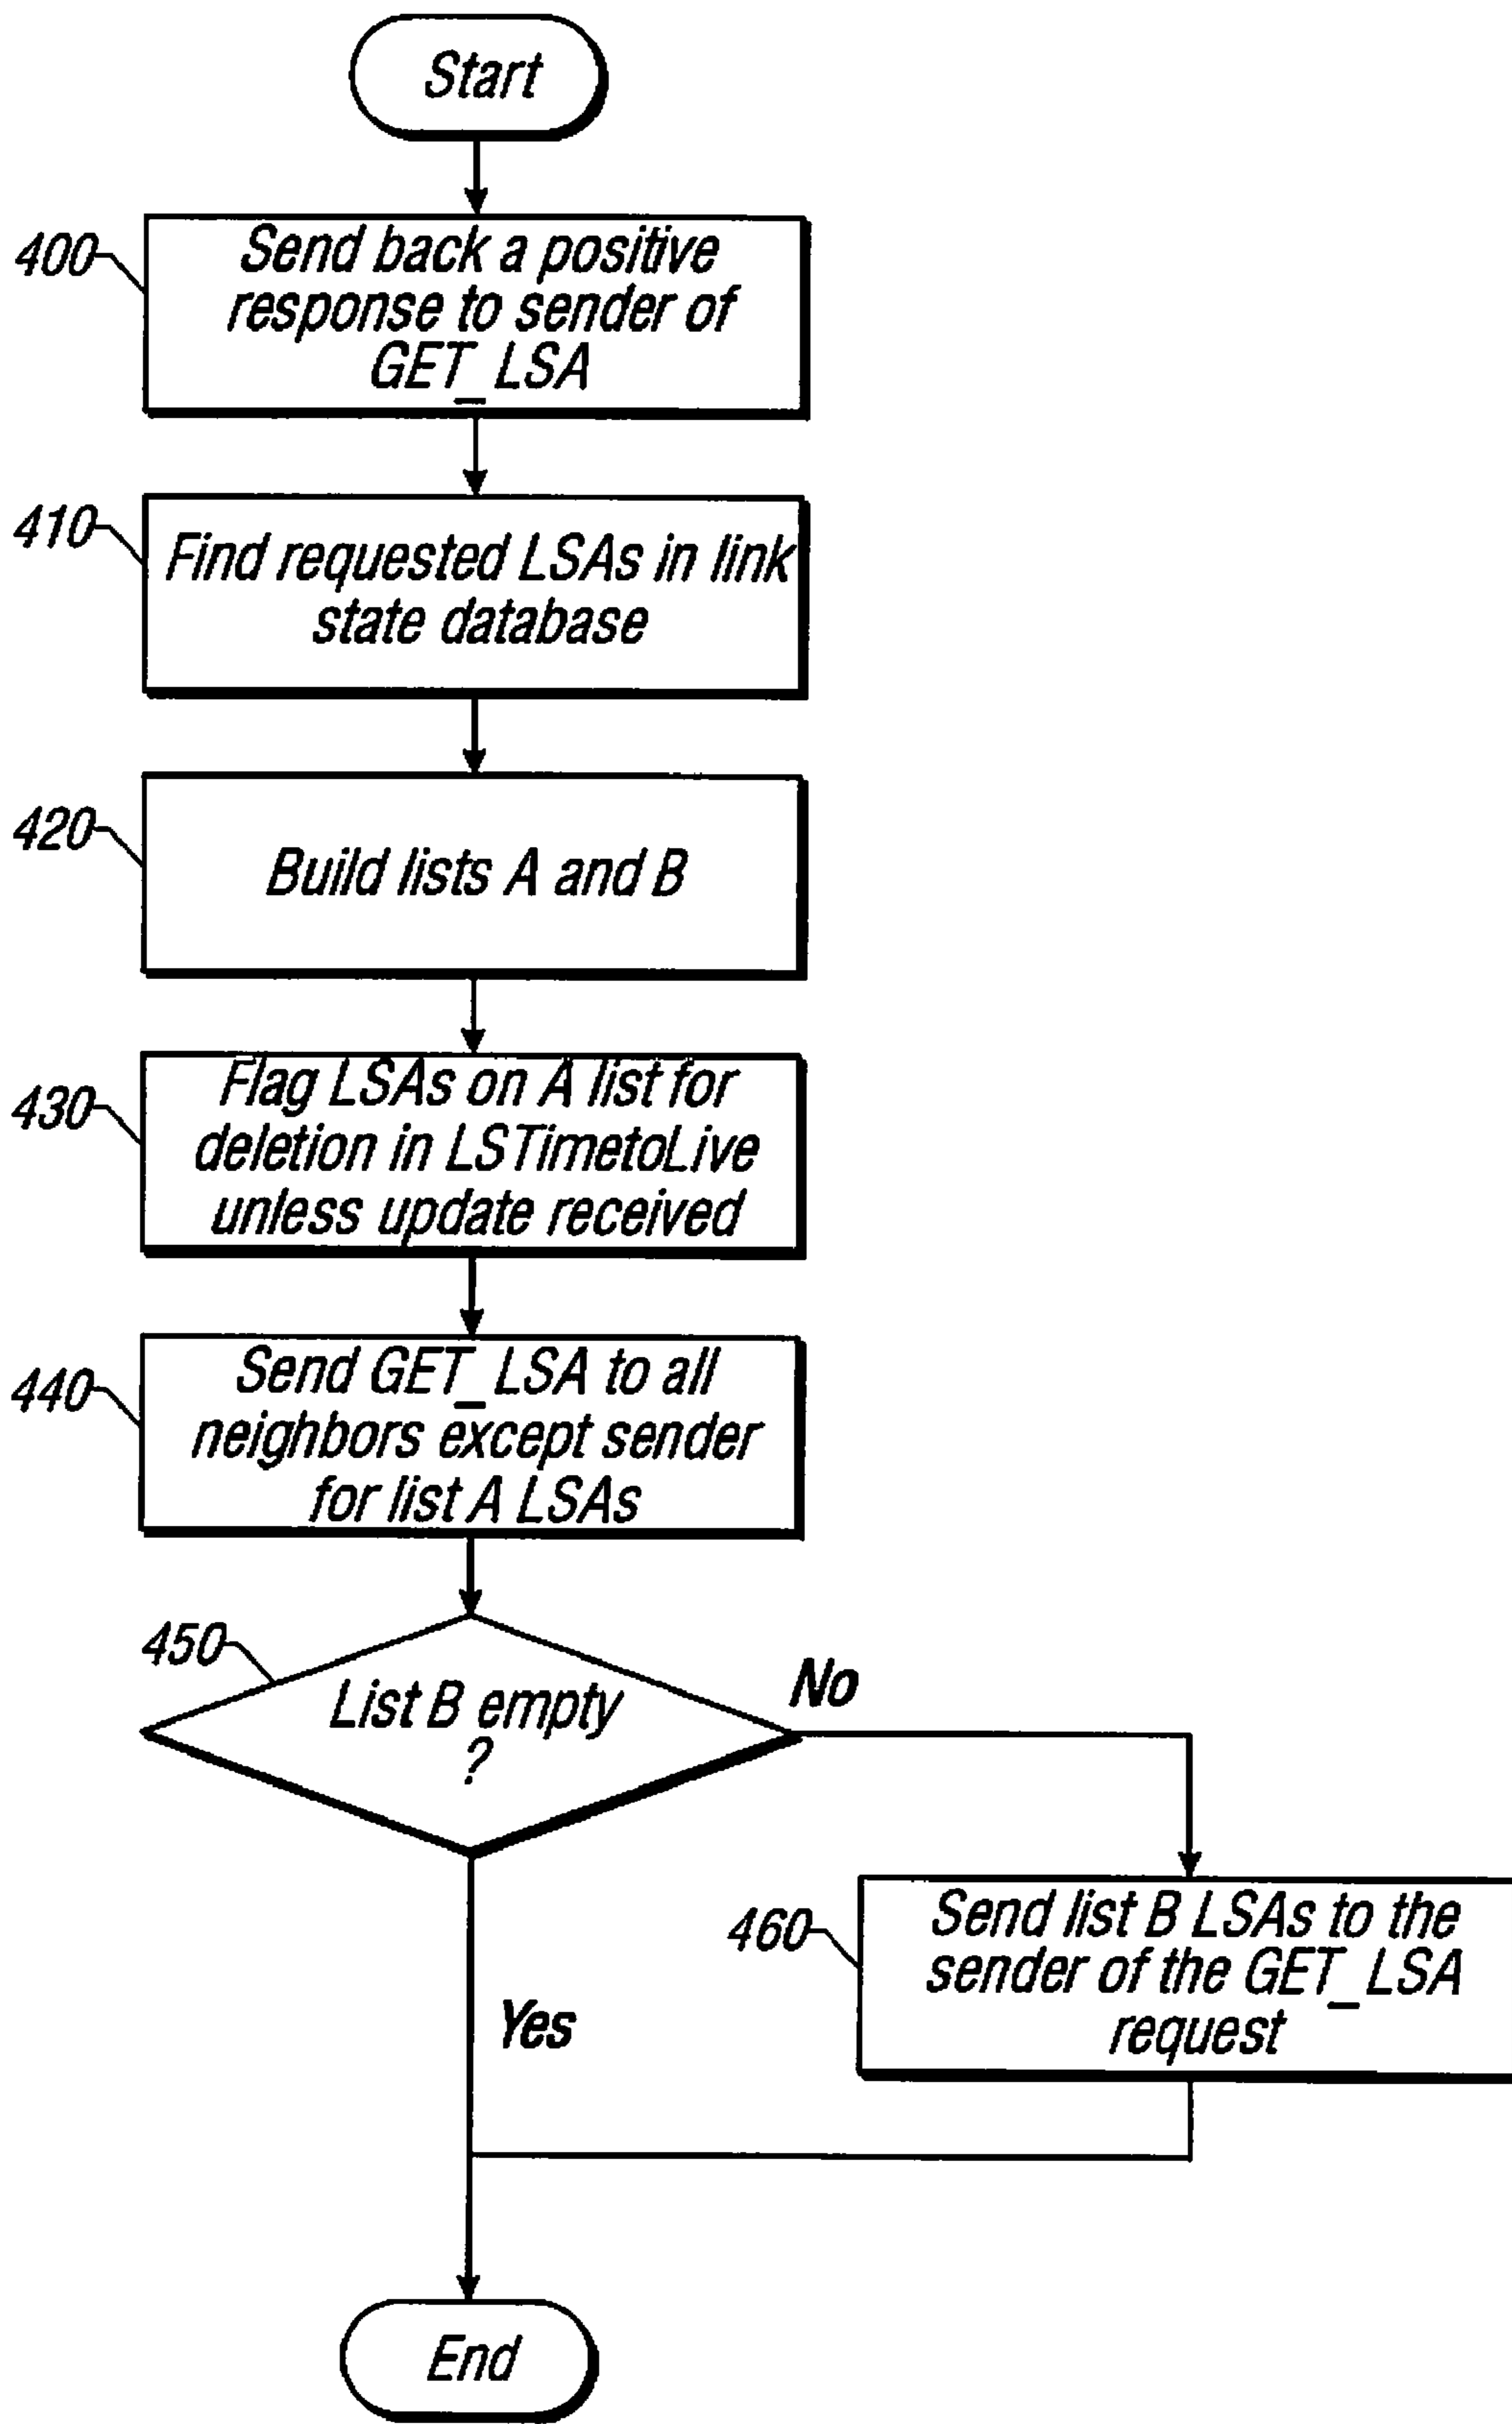 Start
400
Send back a positive
response to sender of
GET_LSA
410
Find requested LSAs in link
state database
420
Build lists A and B
430
Flag LSAs on A list for
deletion in LSTimetoLive
unless update received
440
Send GET_LSA to all
neighbors except sender
for list A LSAs
450
List B empty
?
No
460
Send list B LSAs to the
sender of the GET_LSA
request
Yes
End